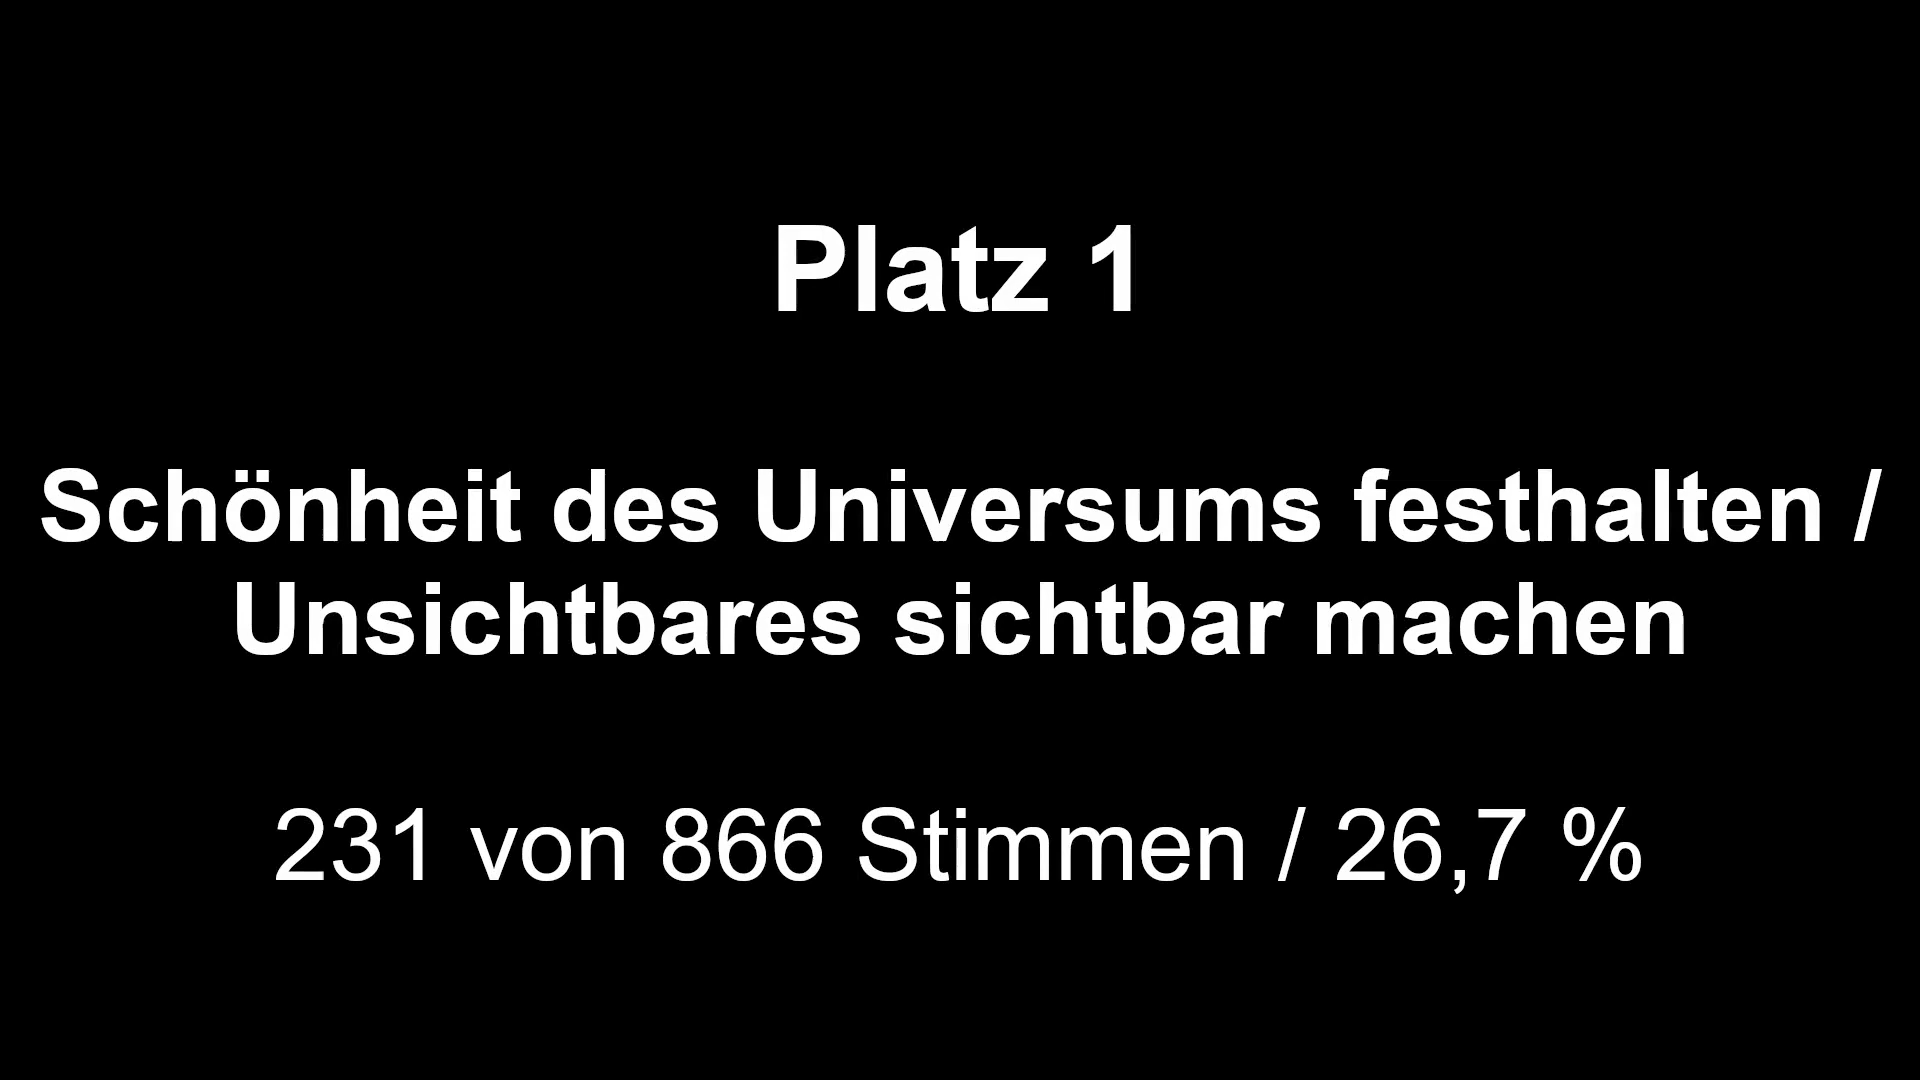 Platz 1
Schönheit des Universums festhalten /
Unsichtbares sichtbar machen
231 von 866 Stimmen / 26,7 %